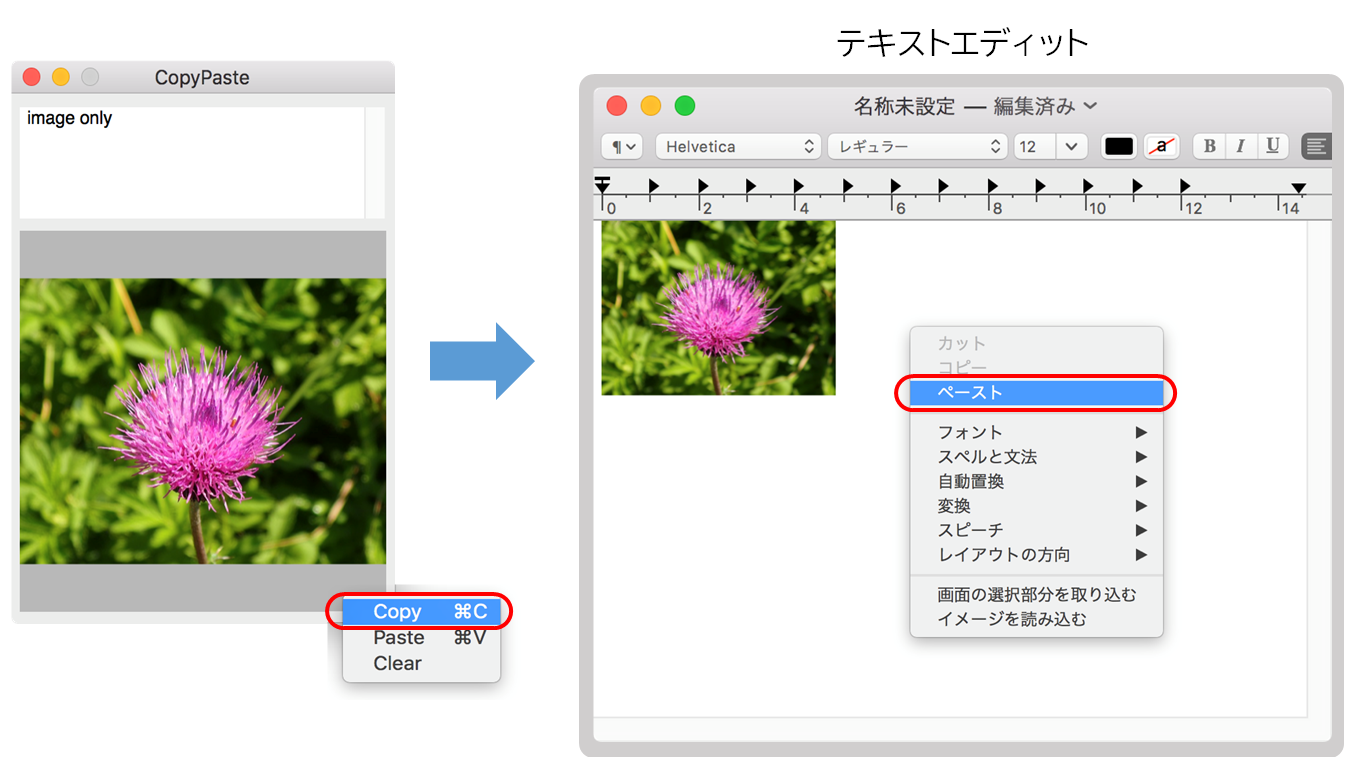 テキストエディット
CopyPaste
image only
Copy ⌘C
Paste ⌘V
Clear
名称未設定 — 編集済み
¶ Helvetica レギュラー 12 a B I U
0 2 4 6 8 10 12 14
カット
コピー
ペースト
フォント
スペルと文法
自動置換
変換
スピーチ
レイアウトの方向
画面の選択部分を取り込む
イメージを読み込む